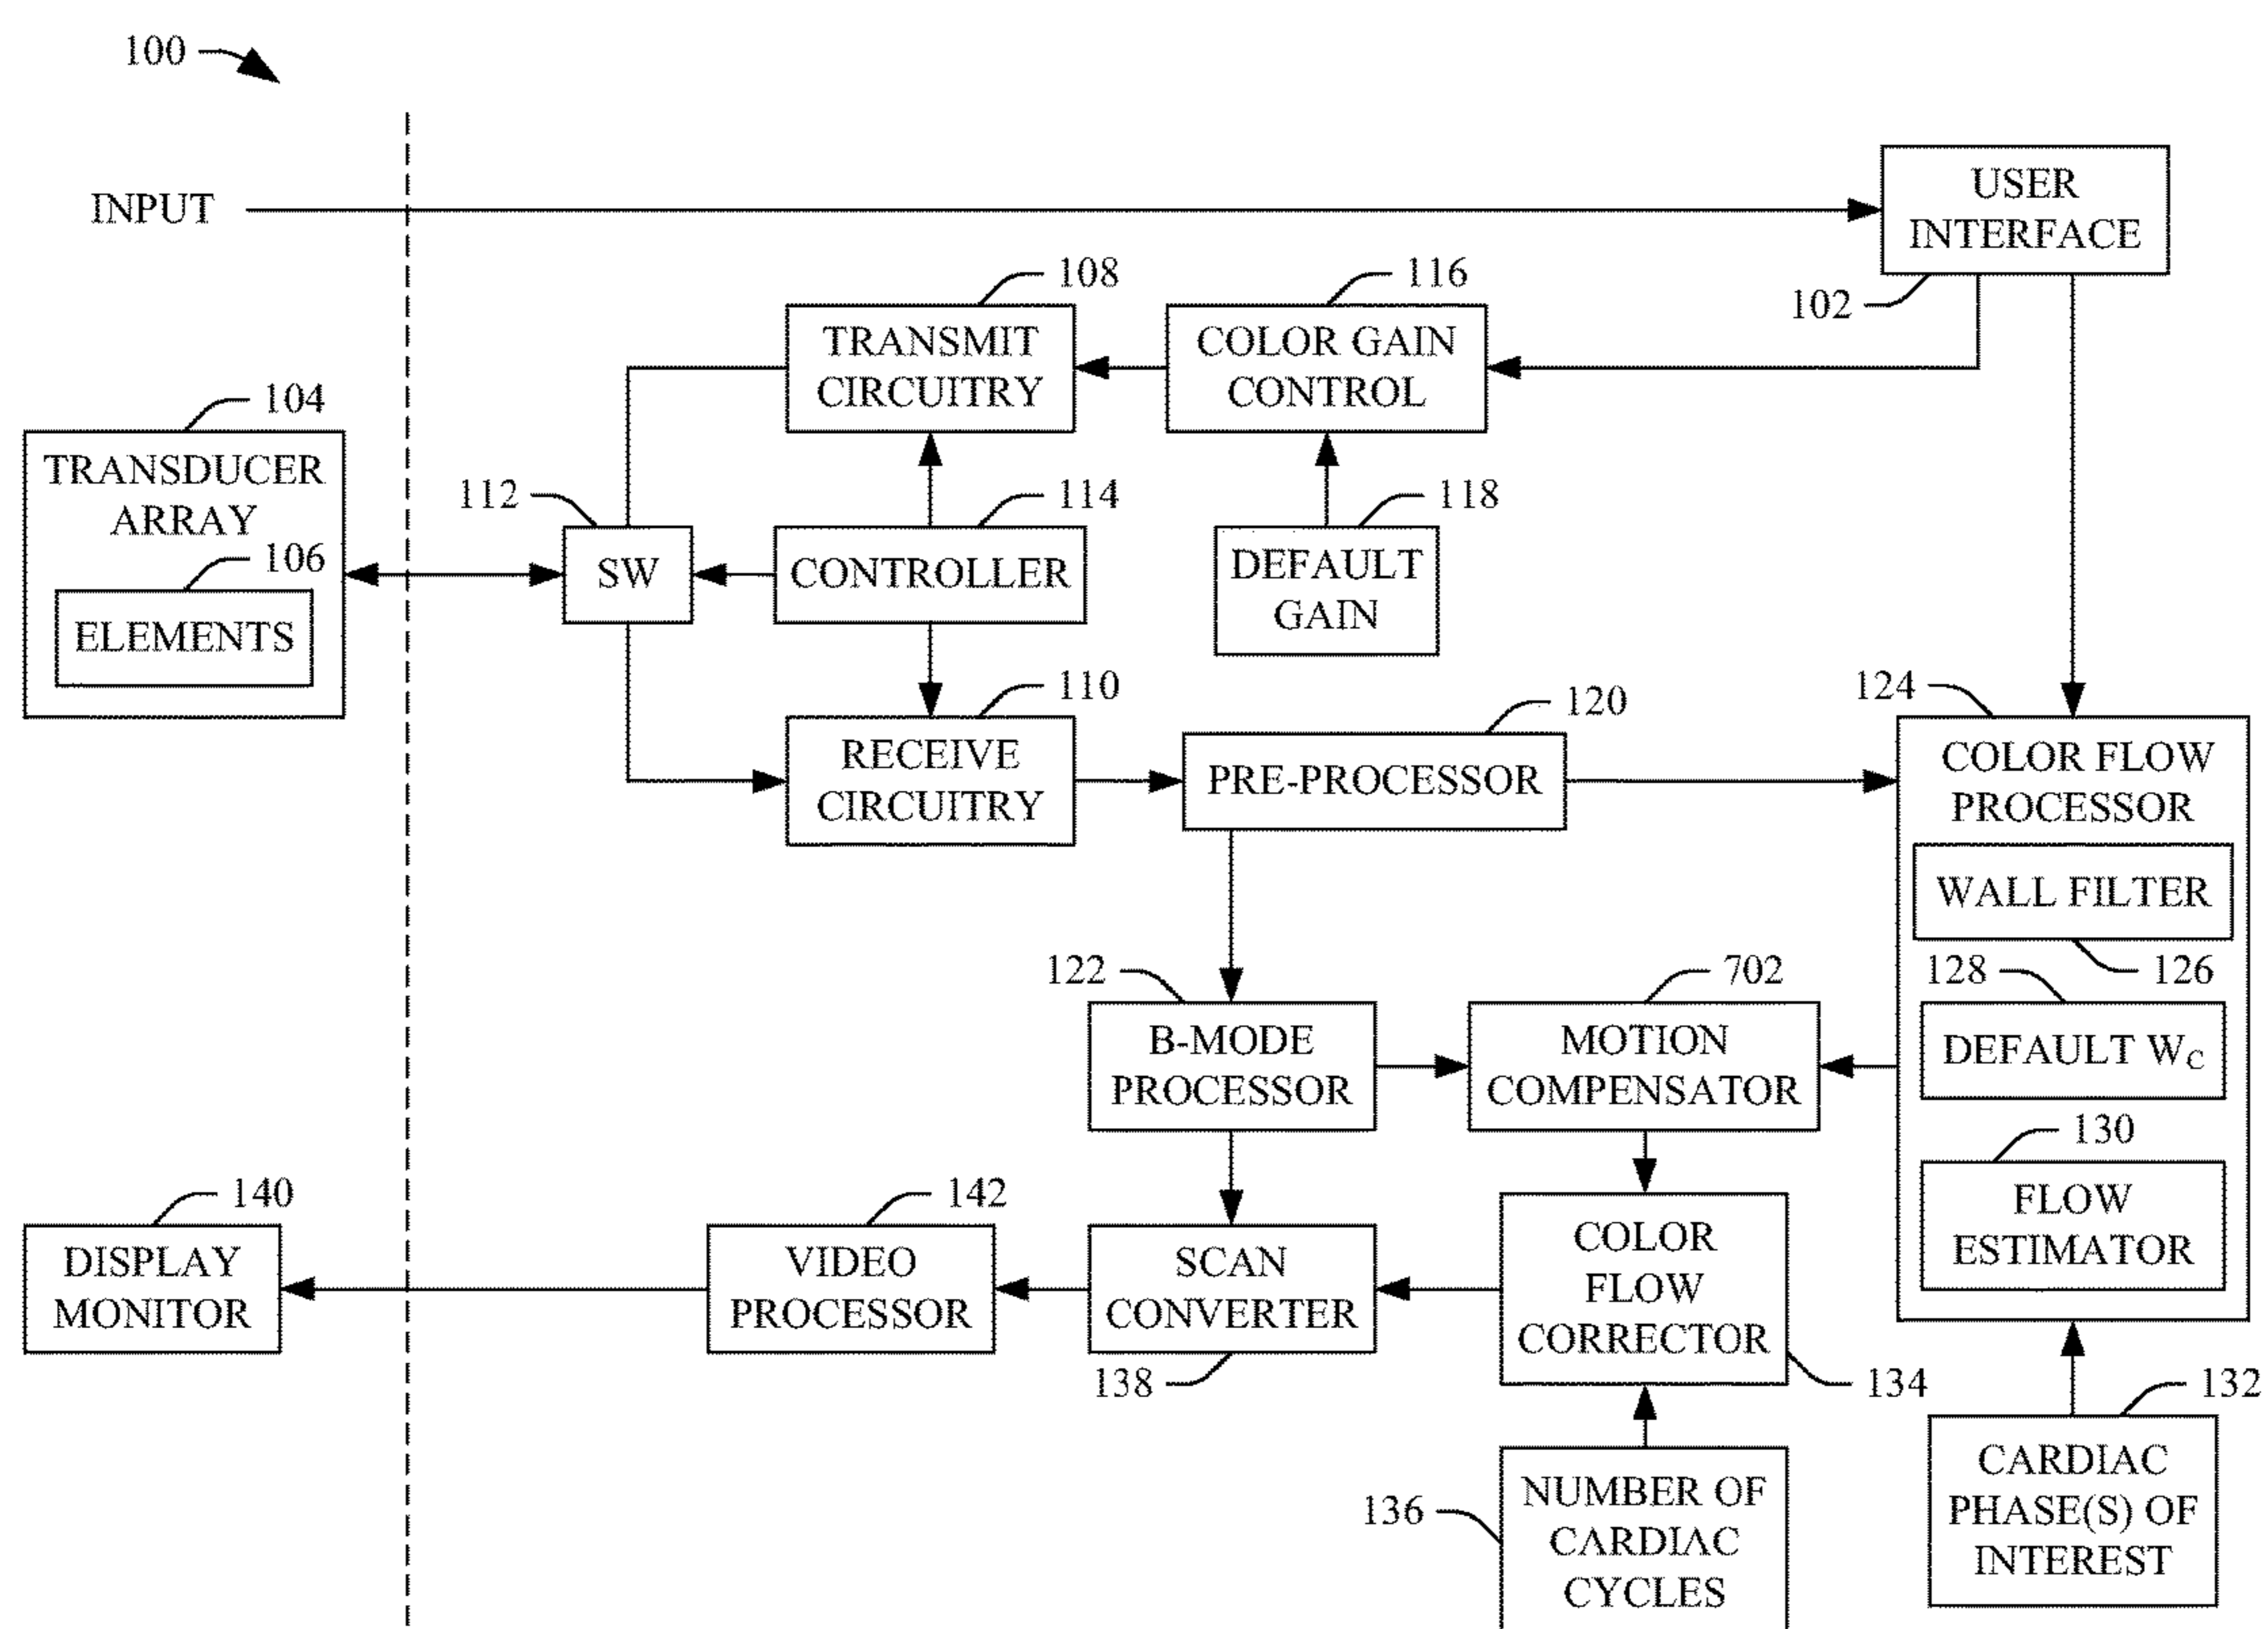 100
INPUT
USER
INTERFACE
102
108
TRANSMIT
CIRCUITRY
116
COLOR GAIN
CONTROL
104
TRANSDUCER
ARRAY
106
ELEMENTS
112
SW
114
CONTROLLER
118
DEFAULT
GAIN
110
RECEIVE
CIRCUITRY
120
PRE-PROCESSOR
124
COLOR FLOW
PROCESSOR
WALL FILTER
126
128
DEFAULT WC
130
FLOW
ESTIMATOR
122
B-MODE
PROCESSOR
702
MOTION
COMPENSATOR
140
DISPLAY
MONITOR
142
VIDEO
PROCESSOR
SCAN
CONVERTER
138
COLOR
FLOW
CORRECTOR
134
132
CARDIAC
PHASE(S) OF
INTEREST
136
NUMBER OF
CARDIAC
CYCLES